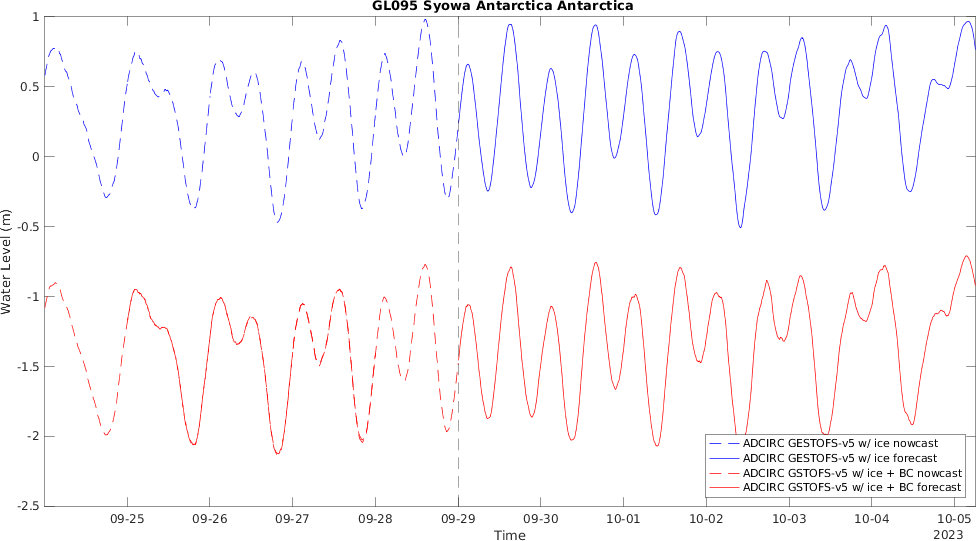 GL095 Syowa Antarctica Antarctica
1
0.5
0
-0.5
-1
-1.5
-2
-2.5
Water Level (m)
ADCIRC GESTOFS-v5 w/ ice nowcast
ADCIRC GESTOFS-v5 w/ ice forecast
ADCIRC GSTOFS-v5 w/ ice + BC nowcast
ADCIRC GSTOFS-v5 w/ ice + BC forecast
09-25 09-26 09-27 09-28 09-29 09-30 10-01 10-02 10-03 10-04 10-05
Time
2023